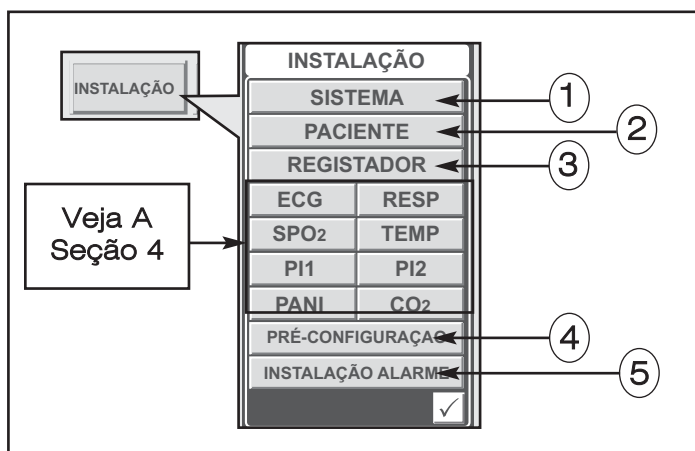 INSTALAÇÃO
INSTALAÇÃO
SISTEMA
1
PACIENTE
2
REGISTADOR
3
Veja A
Seção 4
ECG RESP
SPO2 TEMP
PI1 PI2
PANI CO2
PRÉ-CONFIGURAÇAO
4
INSTALAÇÃO ALARME
5